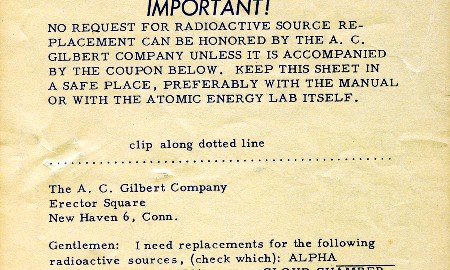 IMPORTANT!
NO REQUEST FOR RADIOACTIVE SOURCE RE-
PLACEMENT CAN BE HONORED BY THE A. C.
GILBERT COMPANY UNLESS IT IS ACCOMPANIED
BY THE COUPON BELOW. KEEP THIS SHEET IN
A SAFE PLACE, PREFERABLY WITH THE MANUAL
OR WITH THE ATOMIC ENERGY LAB ITSELF.
clip along dotted line
The A. C. Gilbert Company
Erector Square
New Haven 6, Conn.
Gentlemen: I need replacements for the following
radioactive sources, (check which): ALPHA
CLOUD CHAMBER